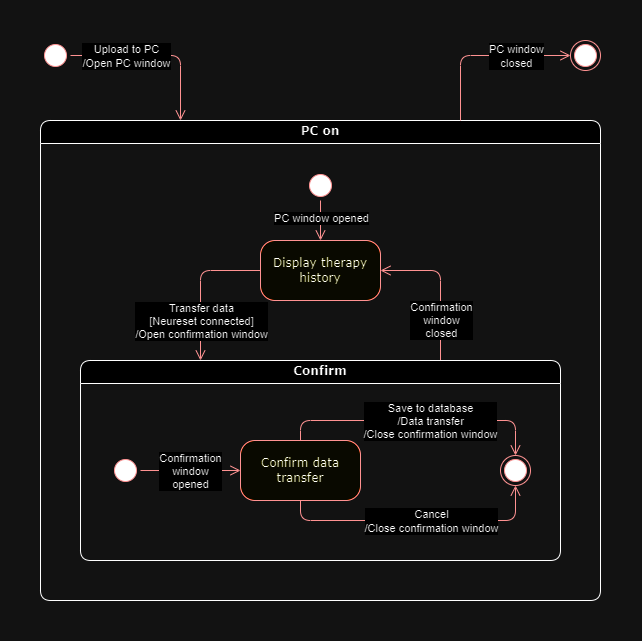 Upload to PC
/Open PC window
PC window
closed
PC on
PC window opened
Display therapy
history
Transfer data
[Neureset connected]
/Open confirmation window
Confirmation
window
closed
Confirm
Save to database
/Data transfer
/Close confirmation window
Confirmation
window
opened
Confirm data
transfer
Cancel
/Close confirmation window